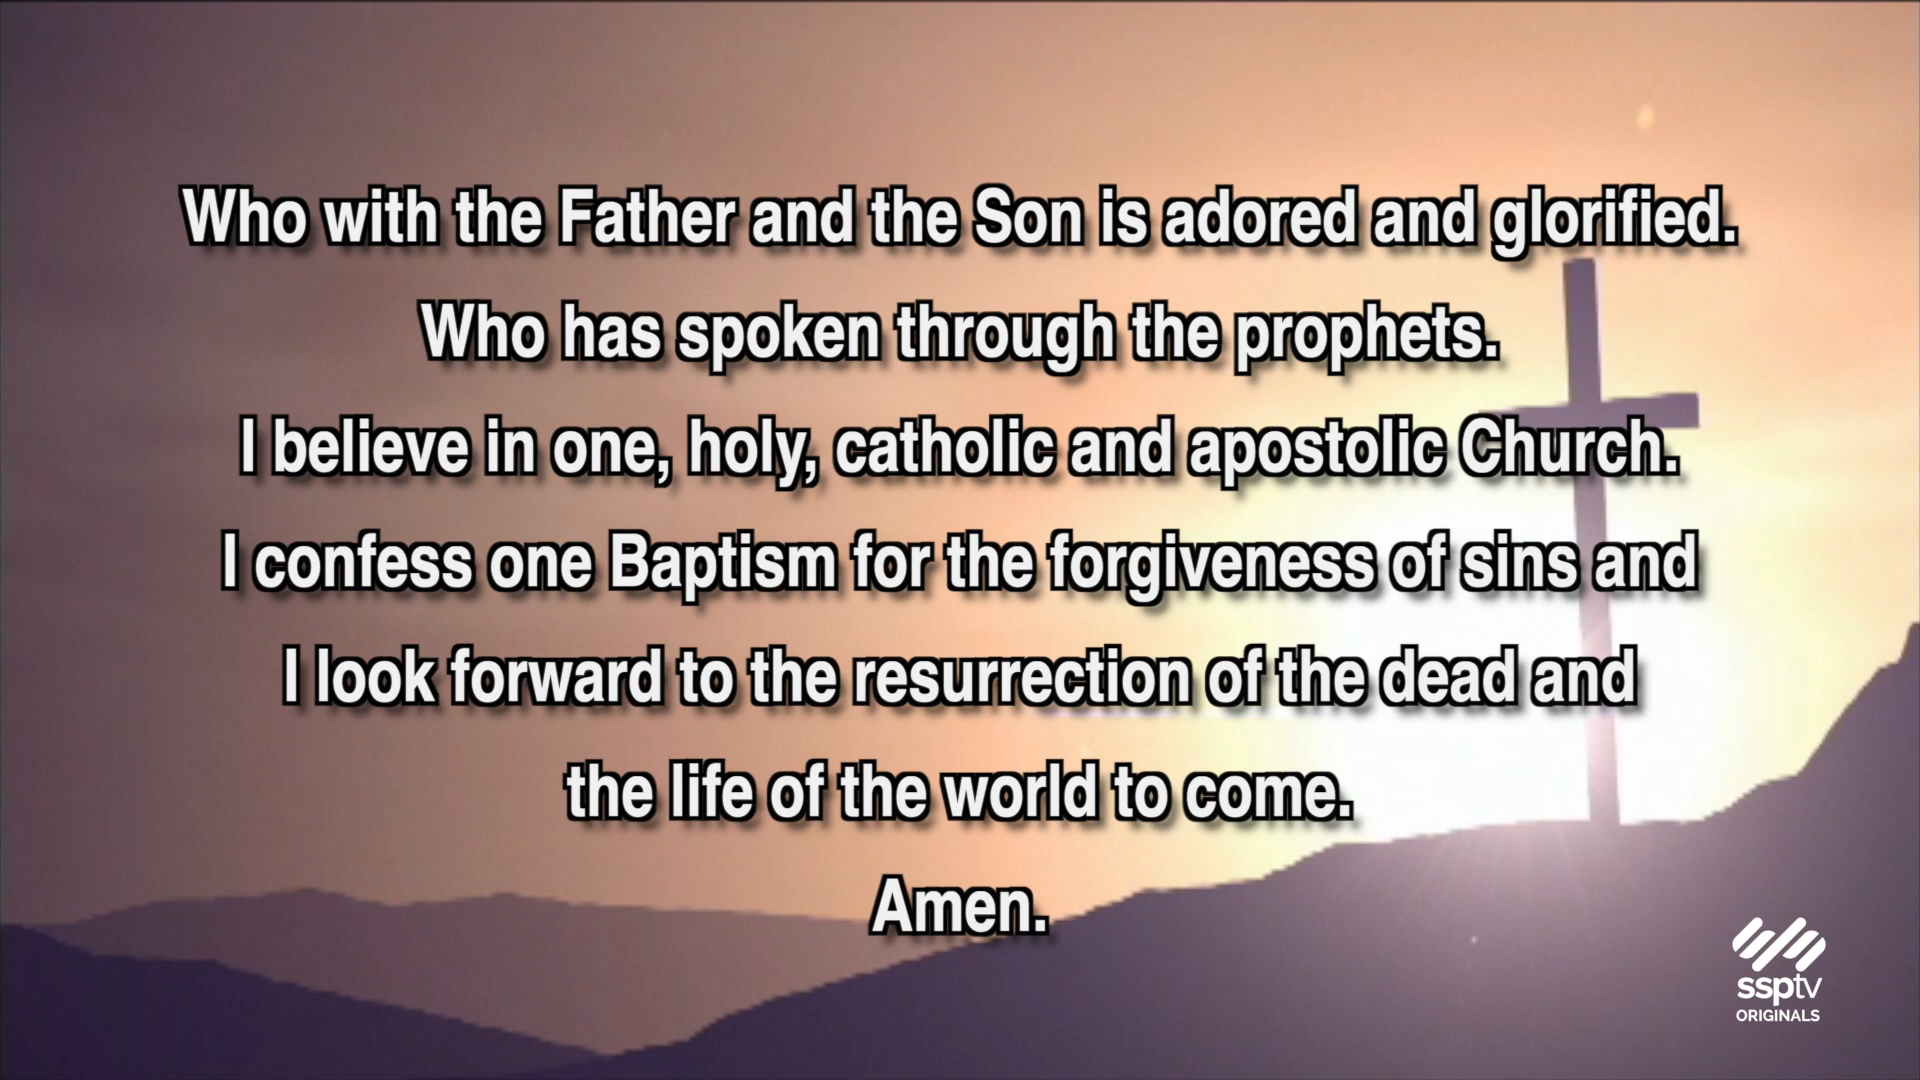 Who with the Father and the Son is adored and glorified.
Who has spoken through the prophets.
I believe in one, holy, catholic and apostolic Church.
I confess one Baptism for the forgiveness of sins and
I look forward to the resurrection of the dead and
the life of the world to come.
Amen.
ssptv
ORIGINALS